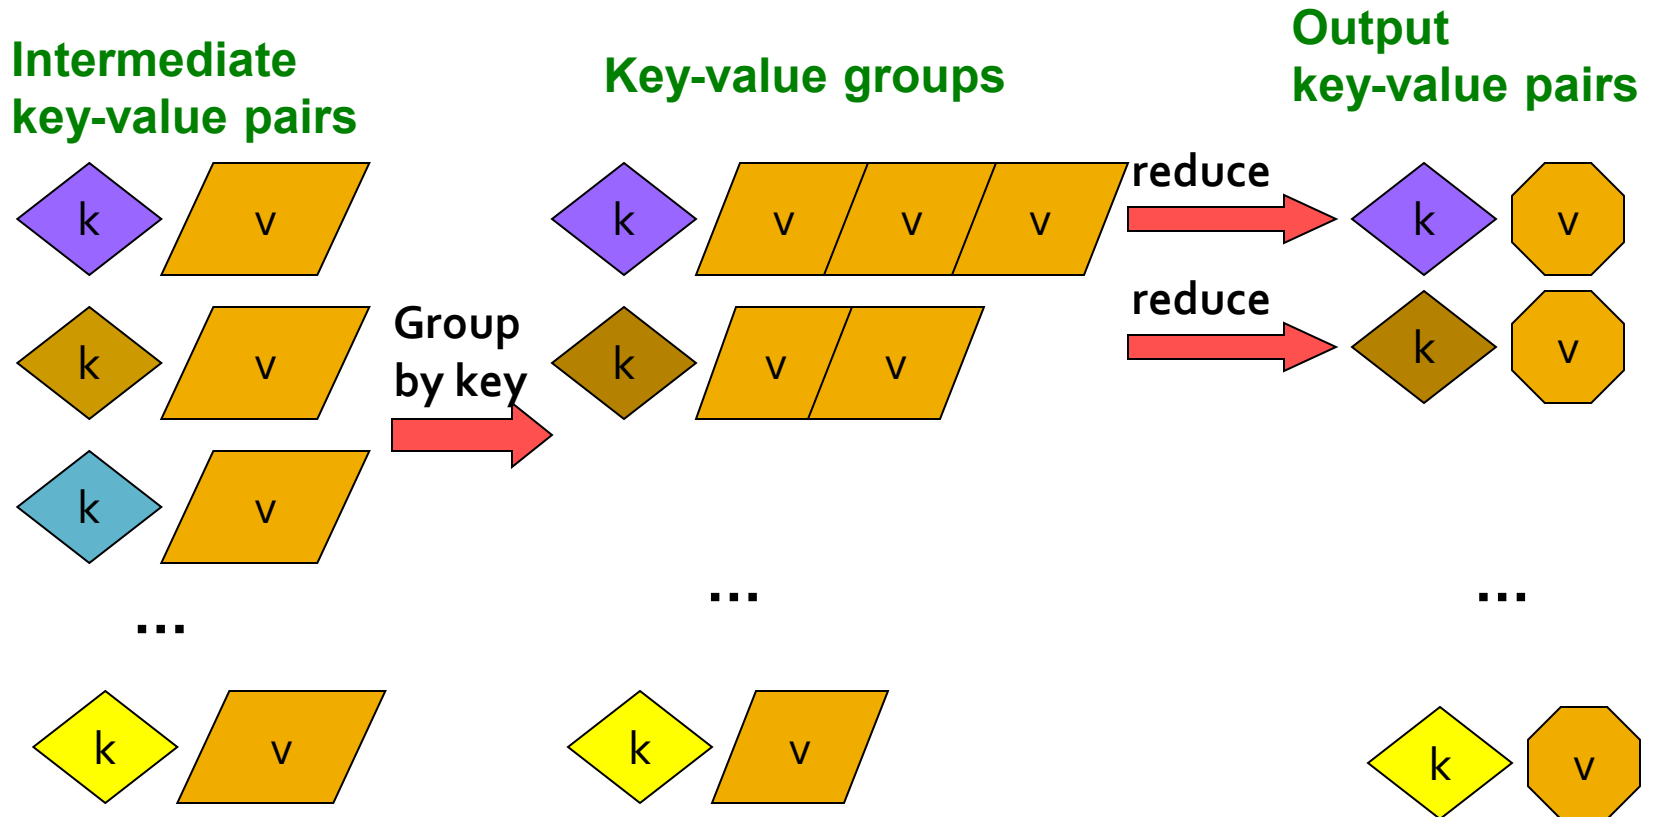 Intermediate
key-value pairs
Key-value groups
Output
key-value pairs
k v
k v v v
reduce
k v
k v
Group
by key
k v v
reduce
k v
k v
...
...
...
k v
k v
k v